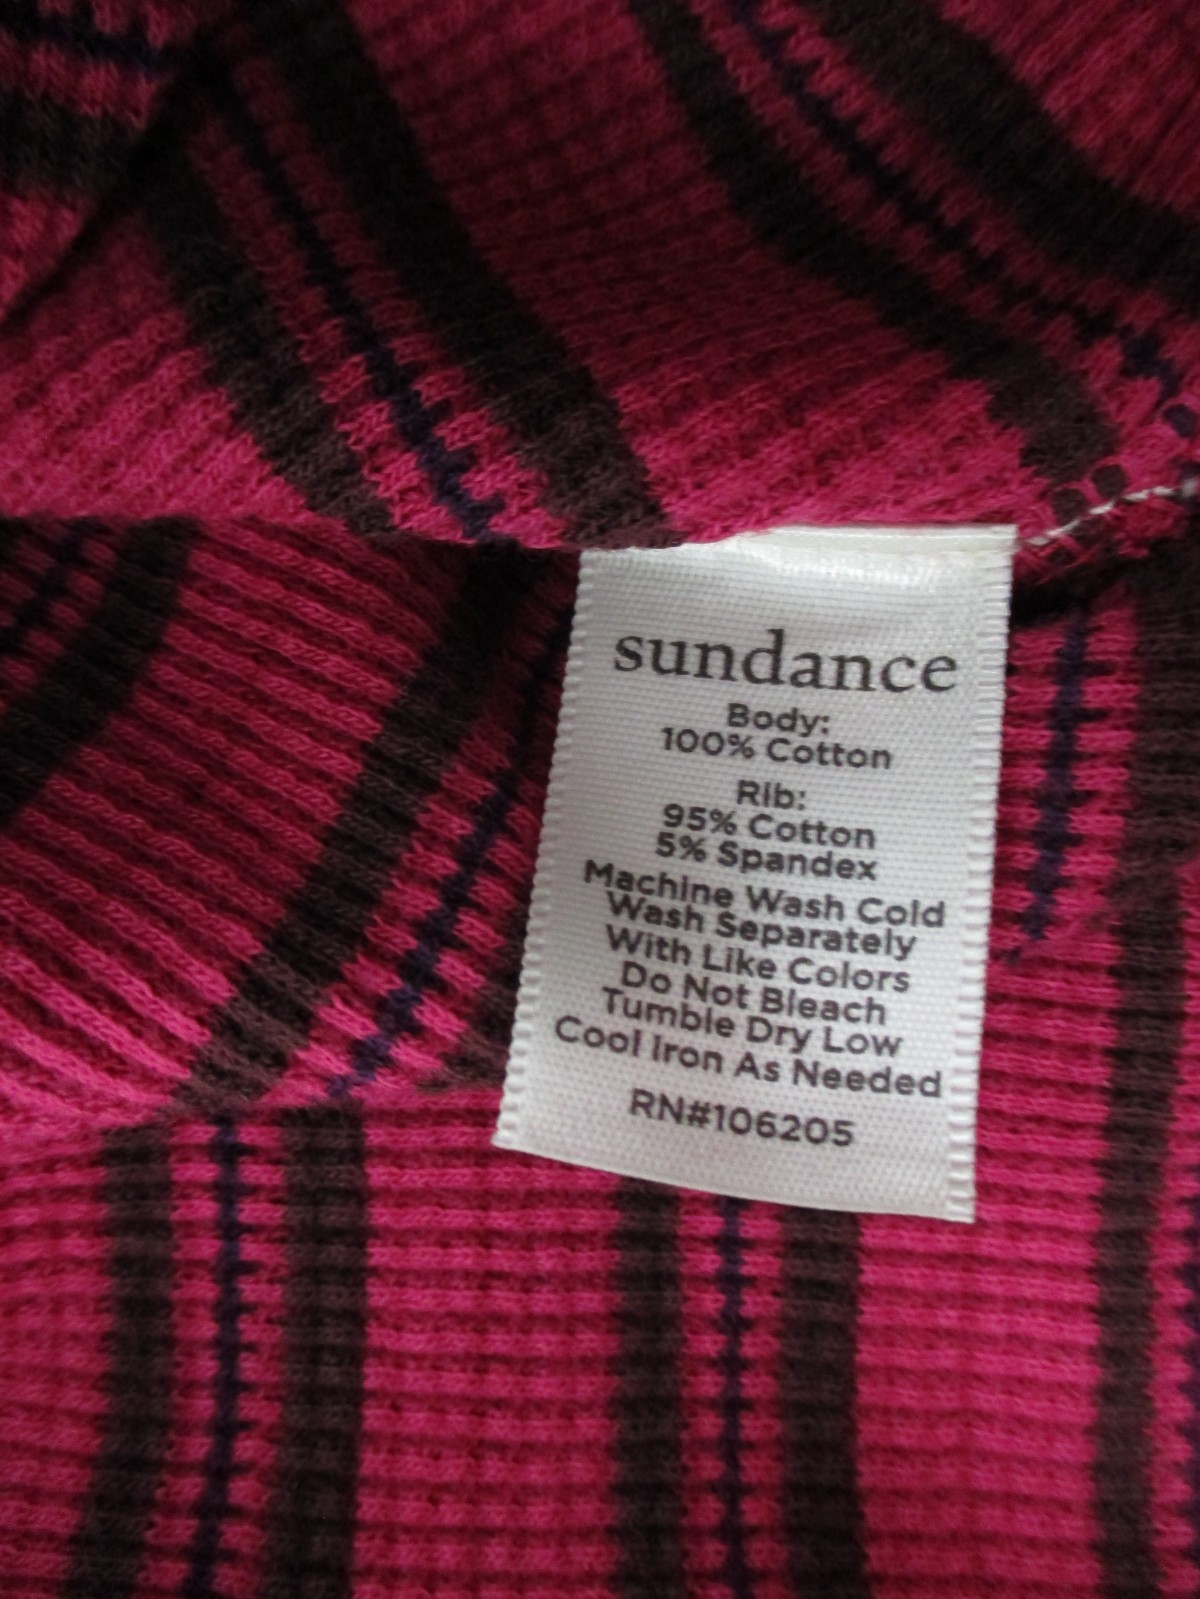 sundance
Body:
100% Cotton
Rib:
95% Cotton
5% Spandex
Machine Wash Cold
Wash Separately
With Like Colors
Do Not Bleach
Tumble Dry Low
Cool Iron As Needed
RN#106205